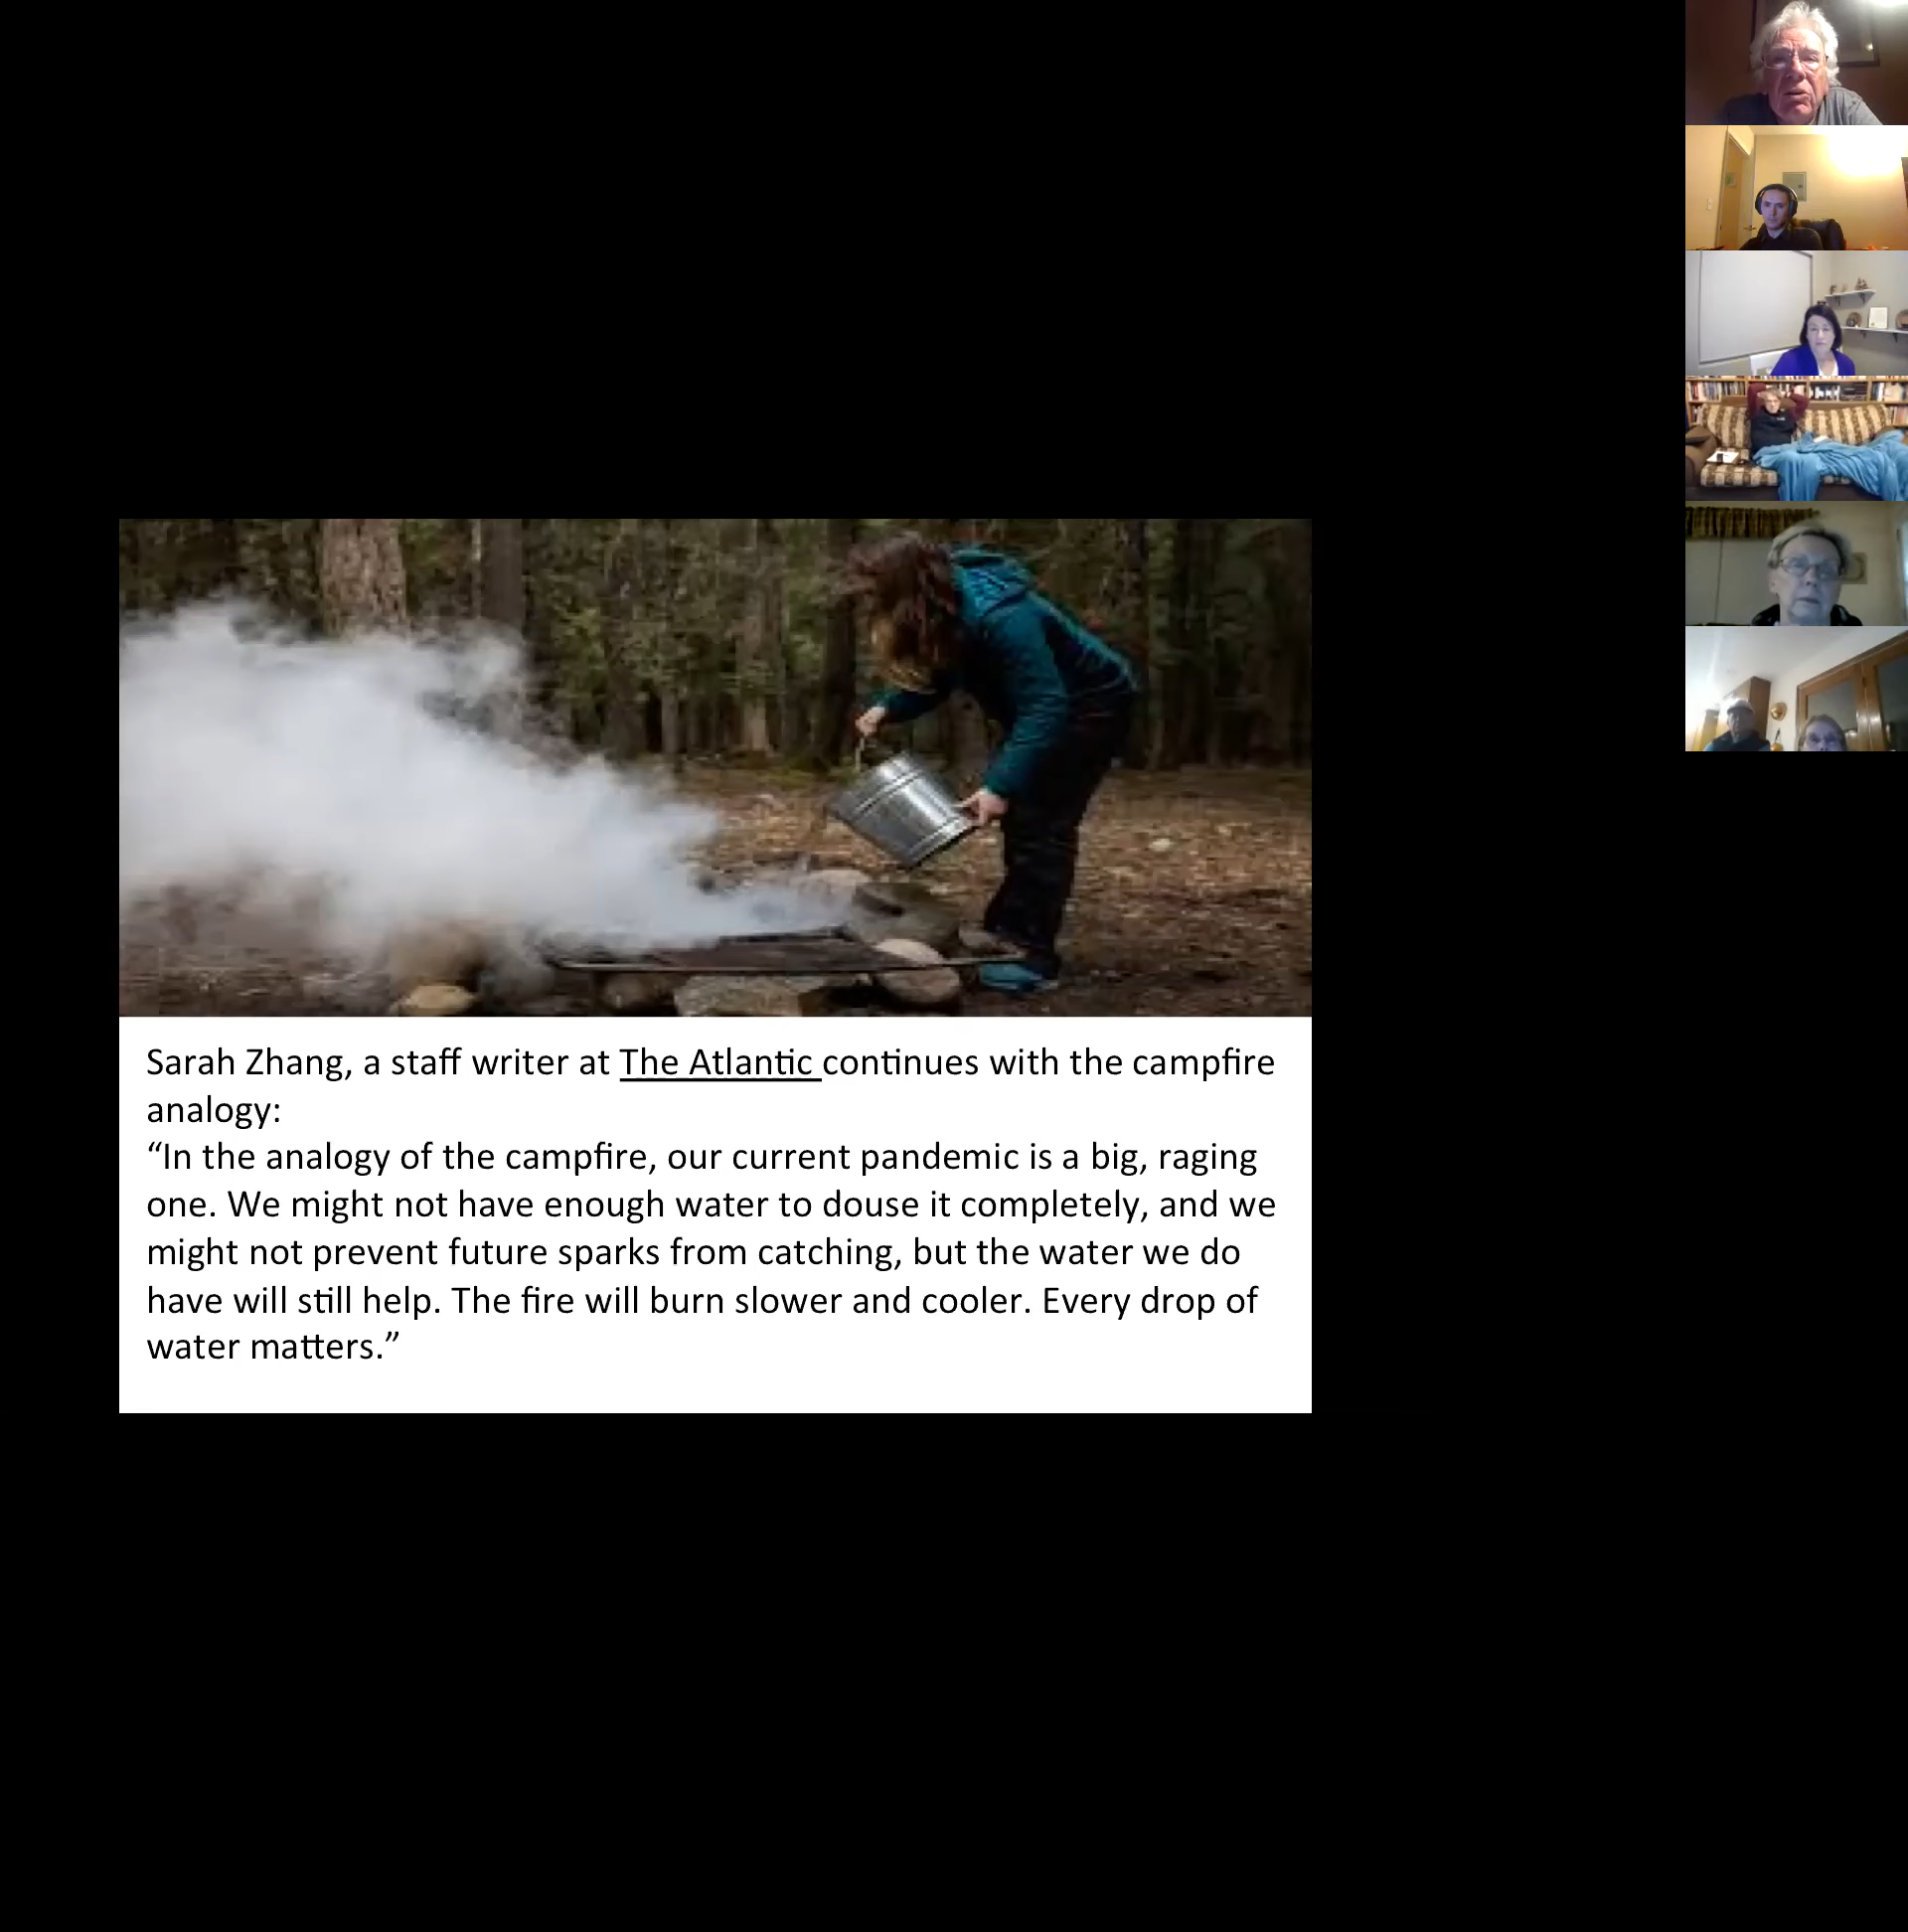 Sarah Zhang, a staff writer at The Atlantic continues with the campfire
analogy:
“In the analogy of the campfire, our current pandemic is a big, raging
one. We might not have enough water to douse it completely, and we
might not prevent future sparks from catching, but the water we do
have will still help. The fire will burn slower and cooler. Every drop of
water matters.”